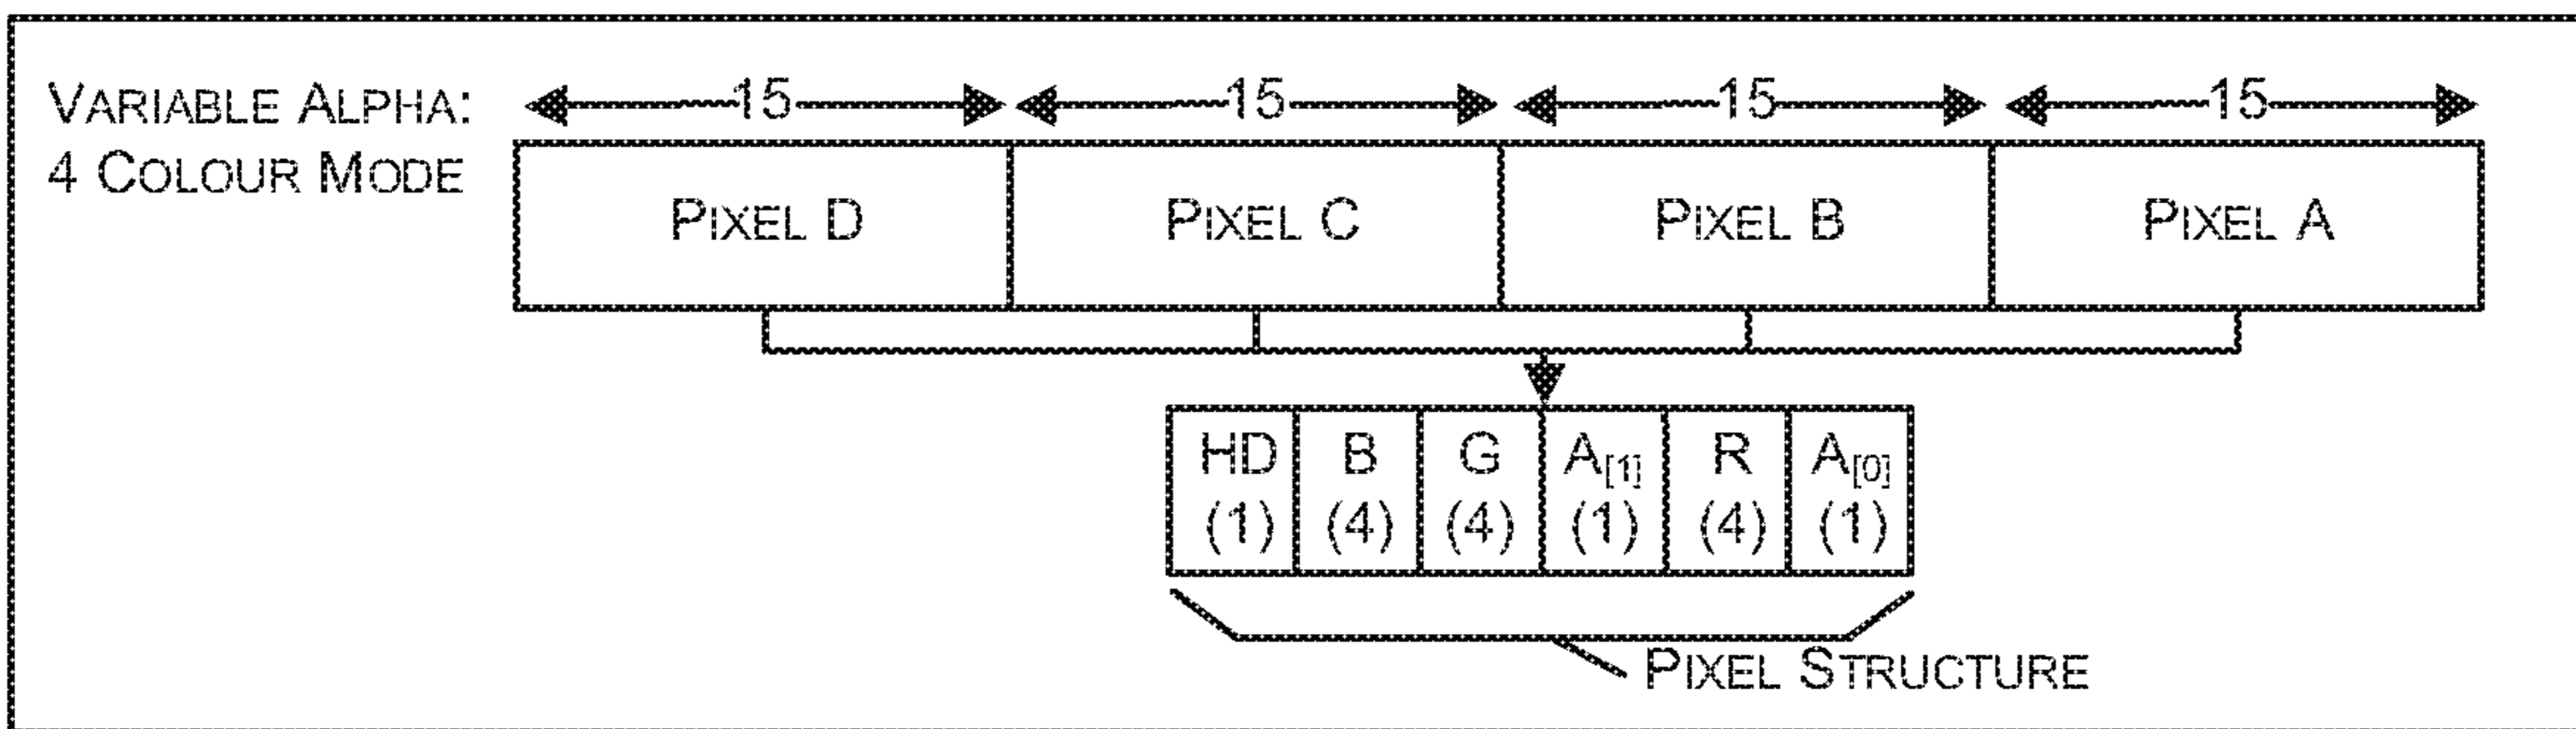 VARIABLE ALPHA:
4 COLOUR MODE
15 15 15 15
PIXEL D PIXEL C PIXEL B PIXEL A
HD B G A[1] R A[0]
(1) (4) (4) (1) (4) (1)
PIXEL STRUCTURE